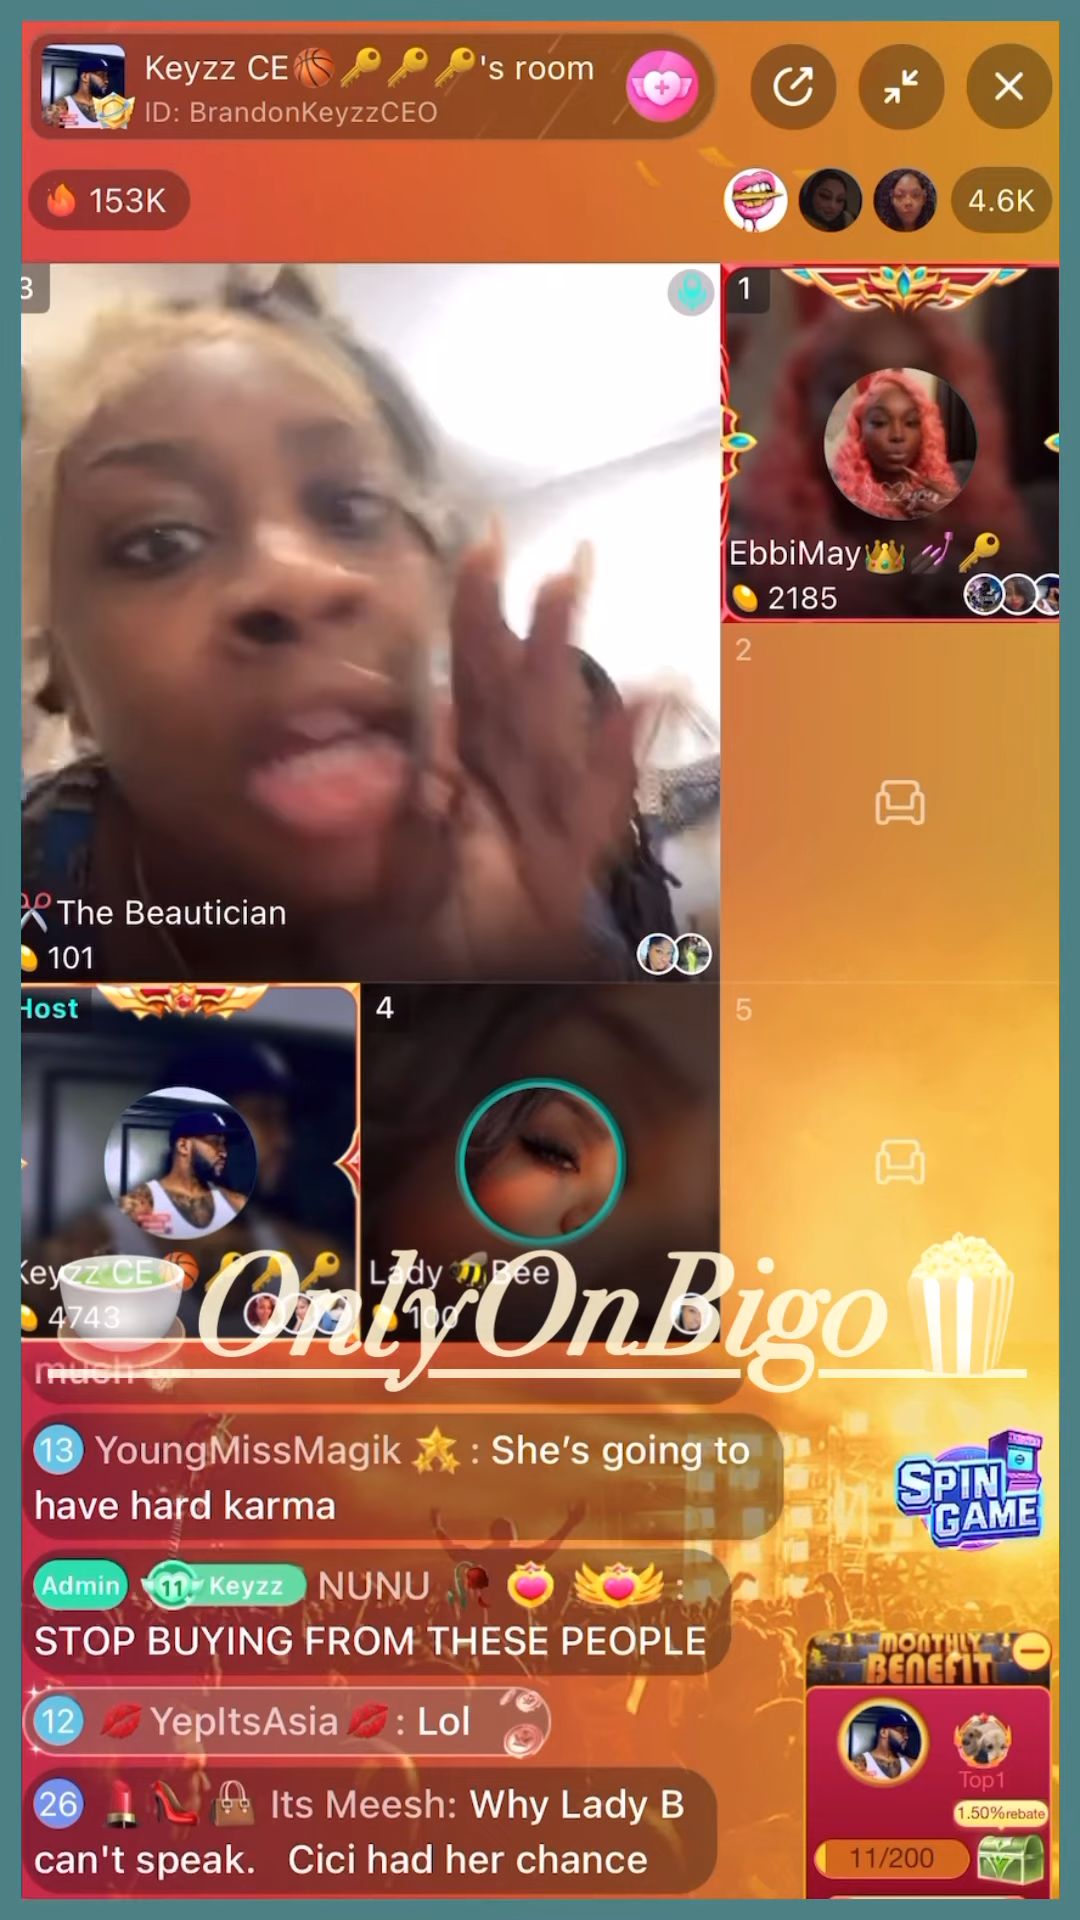 Keyzz CE🏀🔑🔑🔑's room
ID: BrandonKeyzzCEO
153K
4.6K
3
1
EbbiMay👑💅🏿🔑
2185
2
✂️The Beautician
101
Host
4
5
Keyzz CE🏀🔑🔑🔑
4743
Lady 🐝Bee
100
OnlyOnBigo
much
13 YoungMissMagik 🌟 : She’s going to
have hard karma
Admin 11 Keyzz NUNU 🥀 :
STOP BUYING FROM THESE PEOPLE
12 💋YepItsAsia💋: Lol
26 💄👠👜 Its Meesh: Why Lady B
can't speak. Cici had her chance
SPIN
GAME
MONTHLY
BENEFIT
Top1
1.50%rebate
11/200